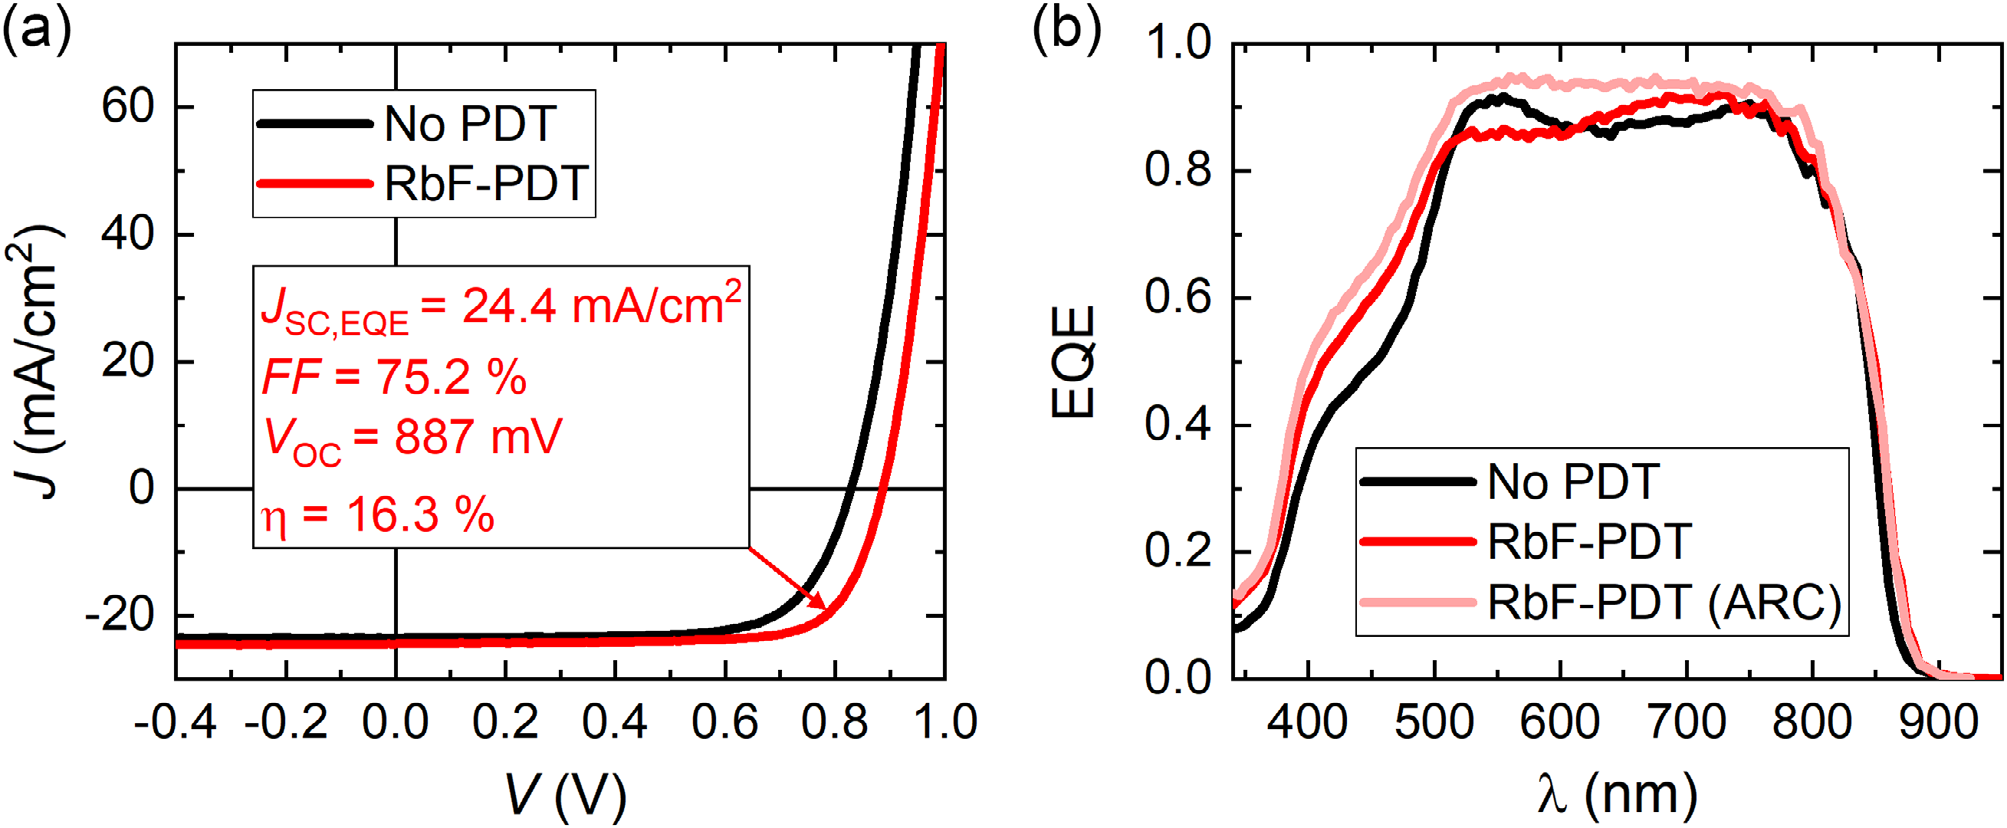 (a)
J (mA/cm²)
60
40
20
0
-20
No PDT
RbF-PDT
J_SC,EQE = 24.4 mA/cm²
FF = 75.2 %
V_OC = 887 mV
η = 16.3 %
-0.4 -0.2 0.0 0.2 0.4 0.6 0.8 1.0
V (V)
(b)
EQE
1.0
0.8
0.6
0.4
0.2
0.0
No PDT
RbF-PDT
RbF-PDT (ARC)
400 500 600 700 800 900
λ (nm)